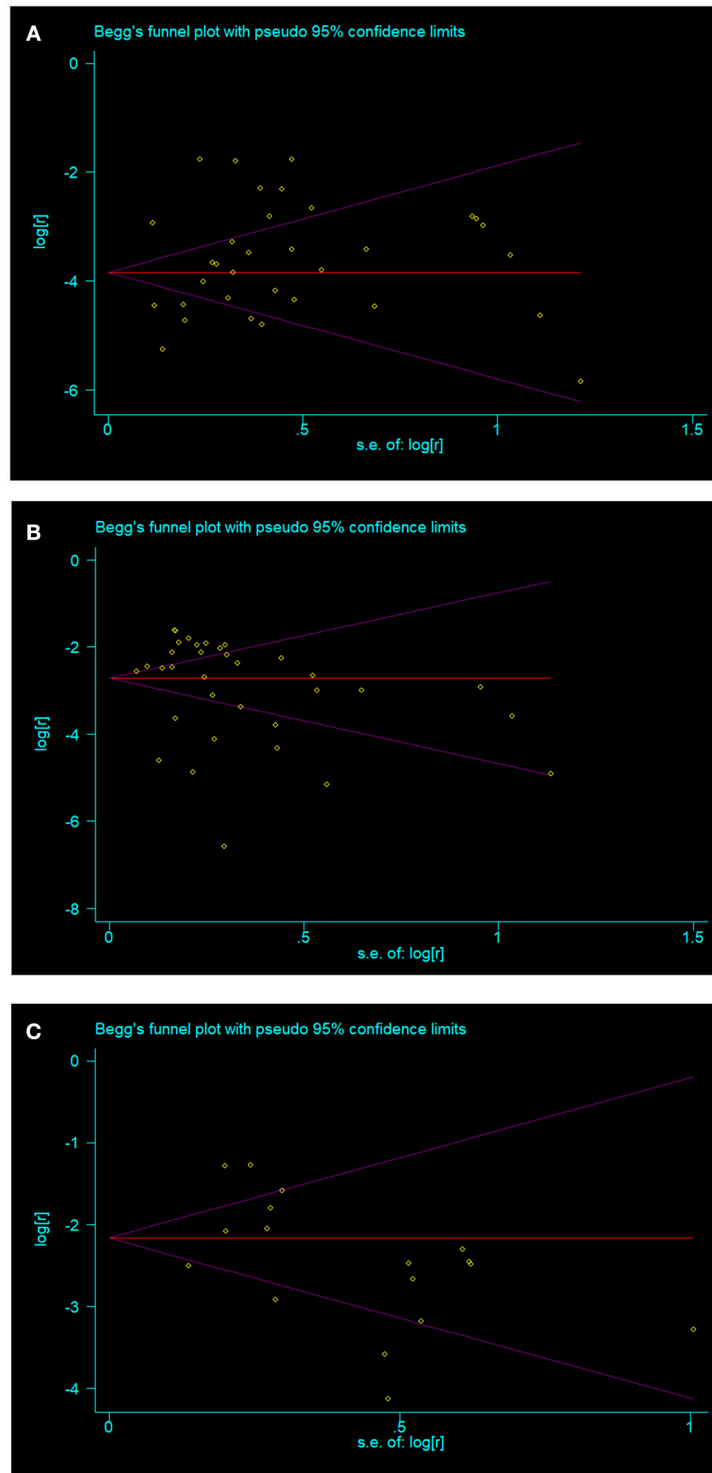 A
Begg's funnel plot with pseudo 95% confidence limits
0
-2
-4
-6
log[r]
0
.5
1
1.5
s.e. of: log[r]
B
Begg's funnel plot with pseudo 95% confidence limits
0
-2
-4
-6
-8
log[r]
0
.5
1
1.5
s.e. of: log[r]
C
Begg's funnel plot with pseudo 95% confidence limits
0
-1
-2
-3
-4
log[r]
0
.5
1
s.e. of: log[r]